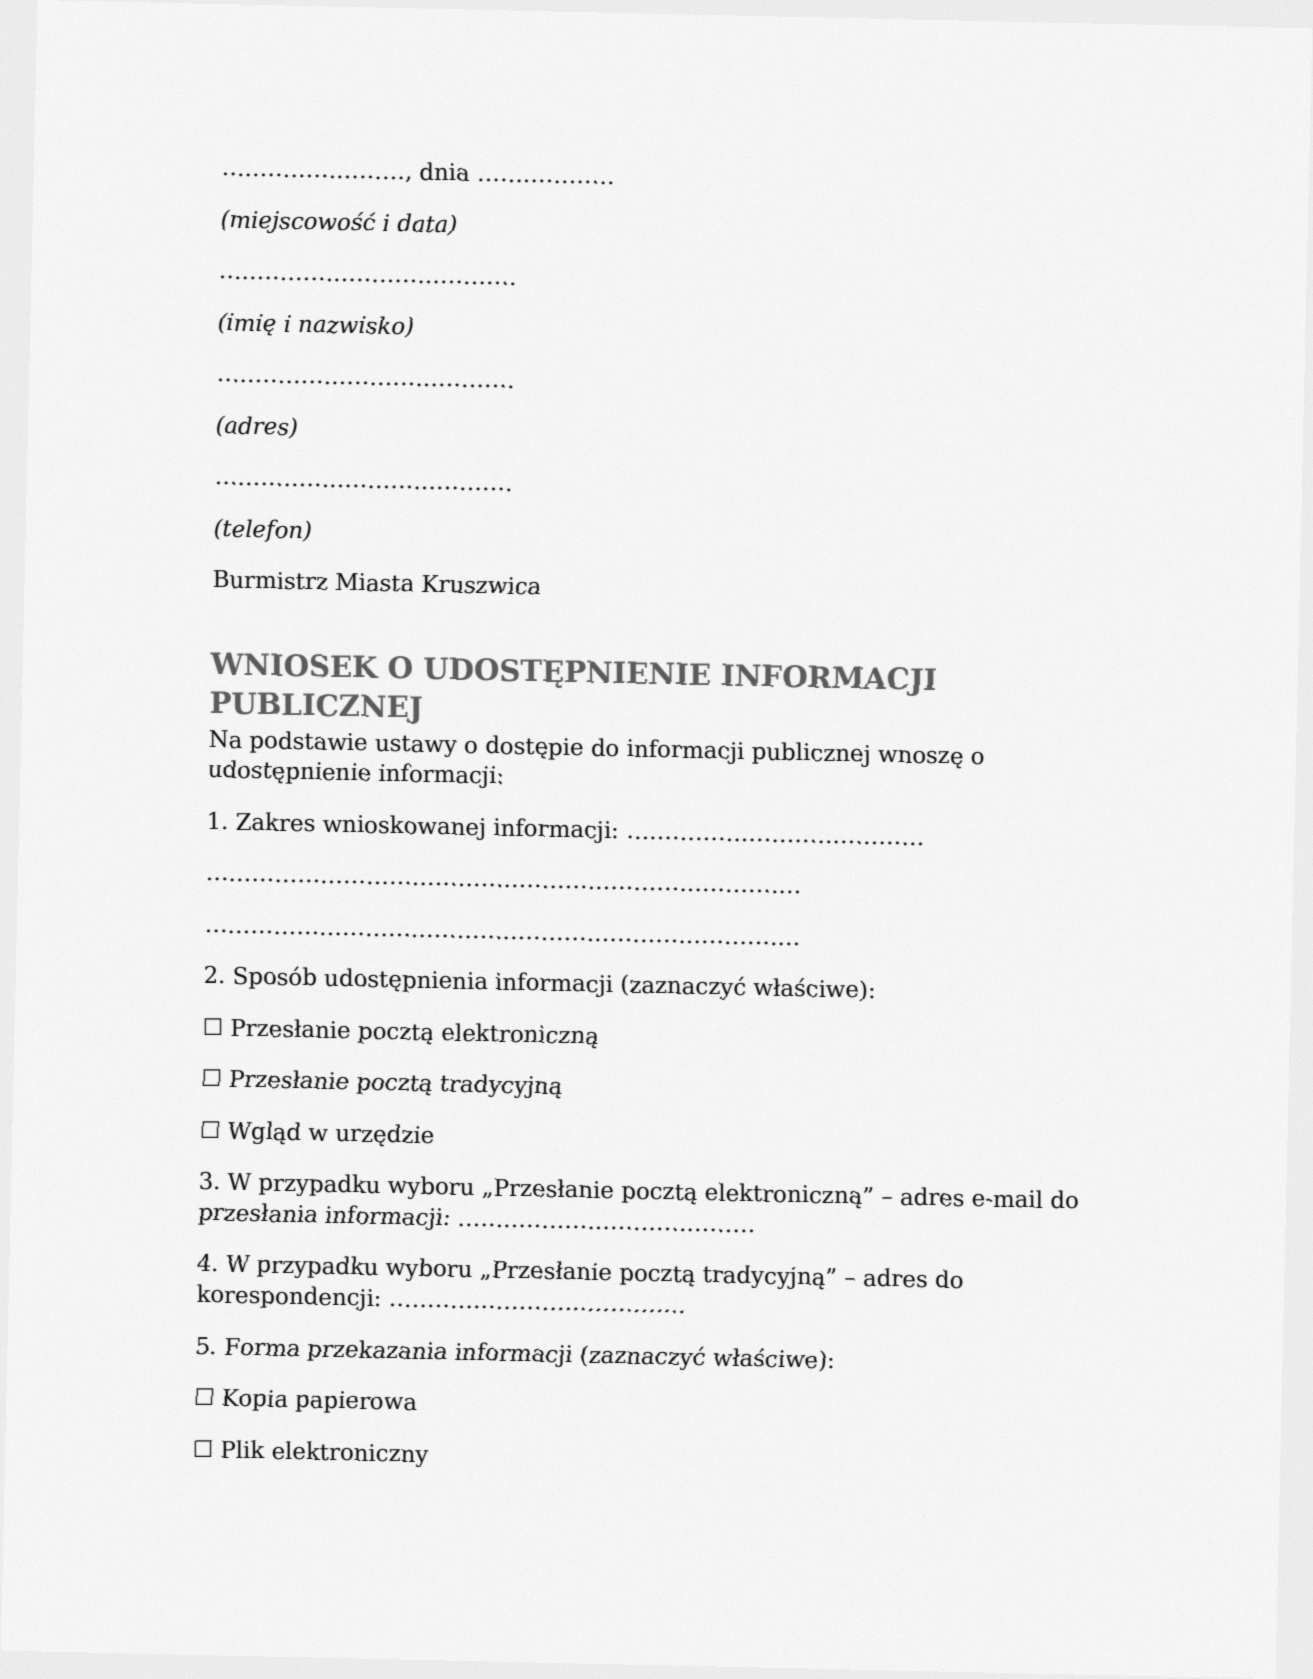 ........................, dnia ..................
(miejscowość i data)
.......................................
(imię i nazwisko)
.......................................
(adres)
.......................................
(telefon)
Burmistrz Miasta Kruszwica
WNIOSEK O UDOSTĘPNIENIE INFORMACJI
PUBLICZNEJ
Na podstawie ustawy o dostępie do informacji publicznej wnoszę o
udostępnienie informacji:
1. Zakres wnioskowanej informacji: .......................................
..............................................................................
..............................................................................
2. Sposób udostępnienia informacji (zaznaczyć właściwe):
☐ Przesłanie pocztą elektroniczną
☐ Przesłanie pocztą tradycyjną
☐ Wgląd w urzędzie
3. W przypadku wyboru „Przesłanie pocztą elektroniczną” – adres e-mail do
przesłania informacji: .......................................
4. W przypadku wyboru „Przesłanie pocztą tradycyjną” – adres do
korespondencji: .......................................
5. Forma przekazania informacji (zaznaczyć właściwe):
☐ Kopia papierowa
☐ Plik elektroniczny